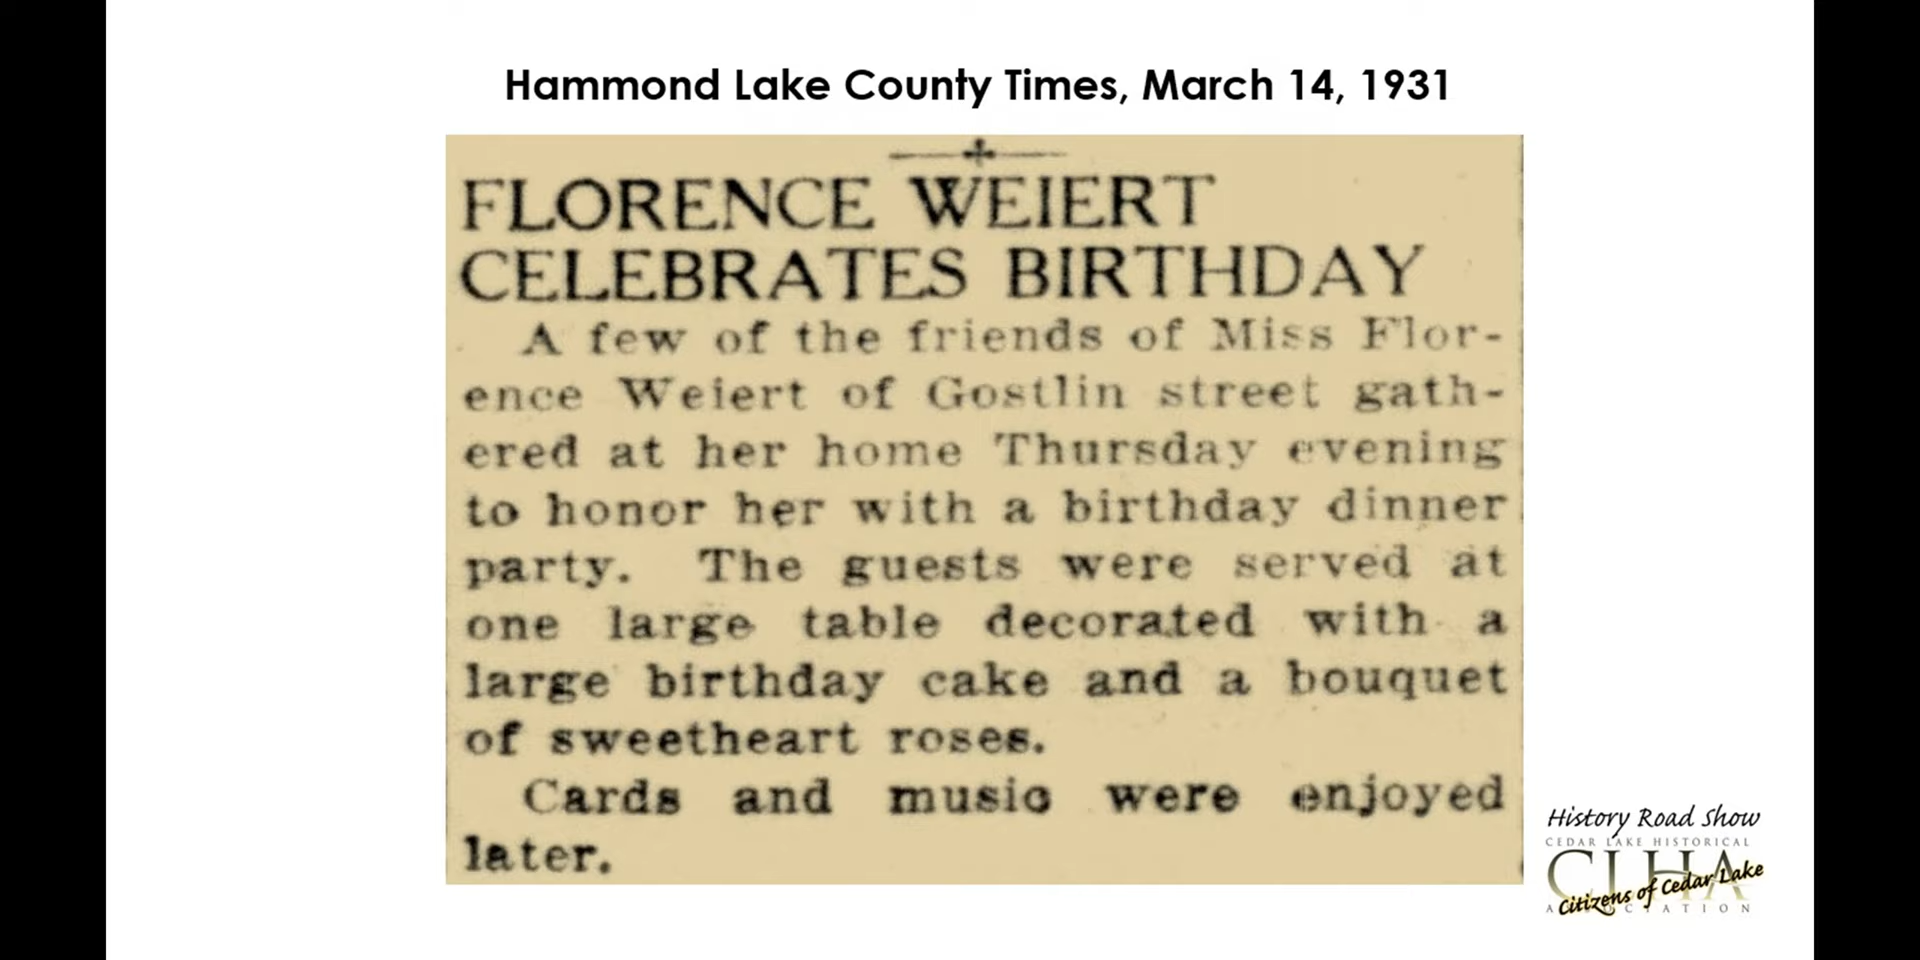 Hammond Lake County Times, March 14, 1931
FLORENCE WEIERT
CELEBRATES BIRTHDAY
A few of the friends of Miss Flor-
ence Weiert of Gostlin street gath-
ered at her home Thursday evening
to honor her with a birthday dinner
party. The guests were served at
one large table decorated with a
large birthday cake and a bouquet
of sweetheart roses.
Cards and music were enjoyed
later.
History Road Show
CEDAR LAKE HISTORICAL
CLHA
Citizens of Cedar Lake
ASSOCIATION